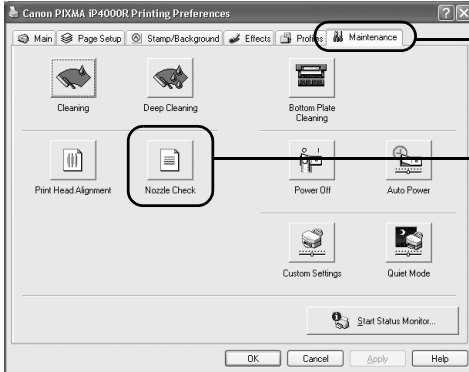 Canon PIXMA iP4000R Printing Preferences
Main Page Setup Stamp/Background Effects Profiles Maintenance
Cleaning Deep Cleaning Bottom Plate
Cleaning
Print Head Alignment Nozzle Check Power Off Auto Power
Custom Settings Quiet Mode
Start Status Monitor...
OK Cancel Apply Help